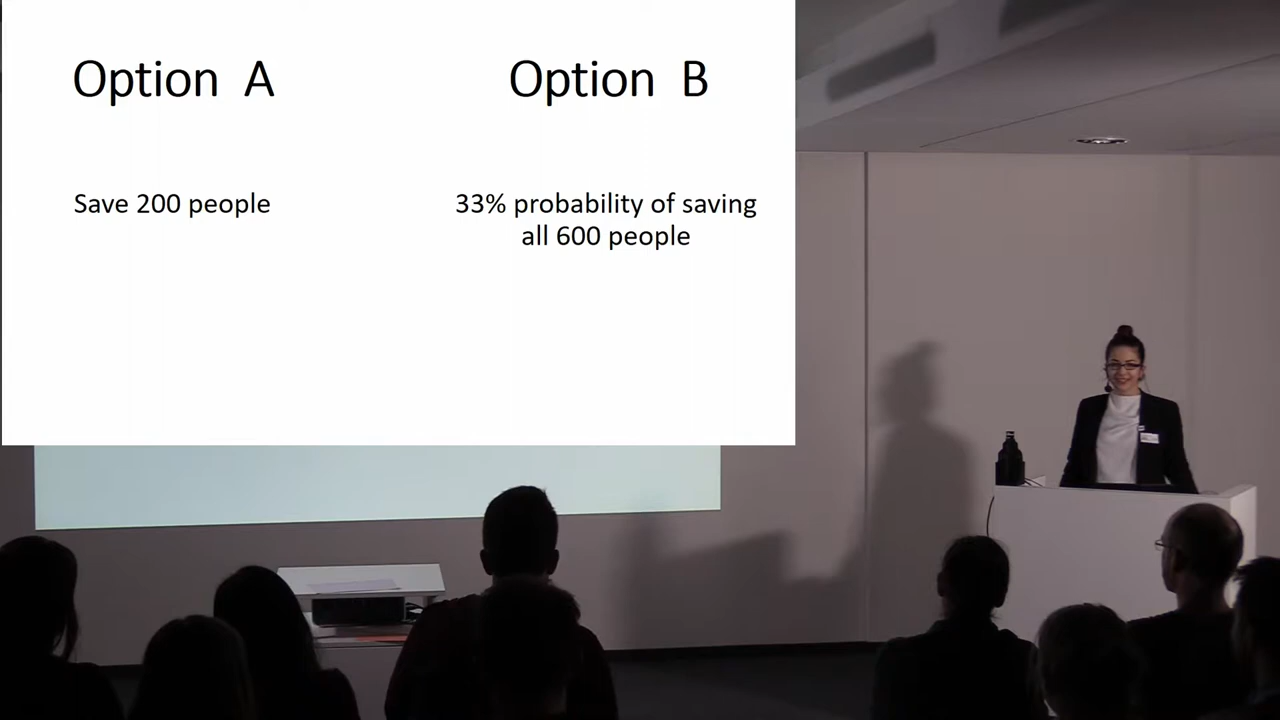 Option A
Option B
Save 200 people
33% probability of saving
all 600 people